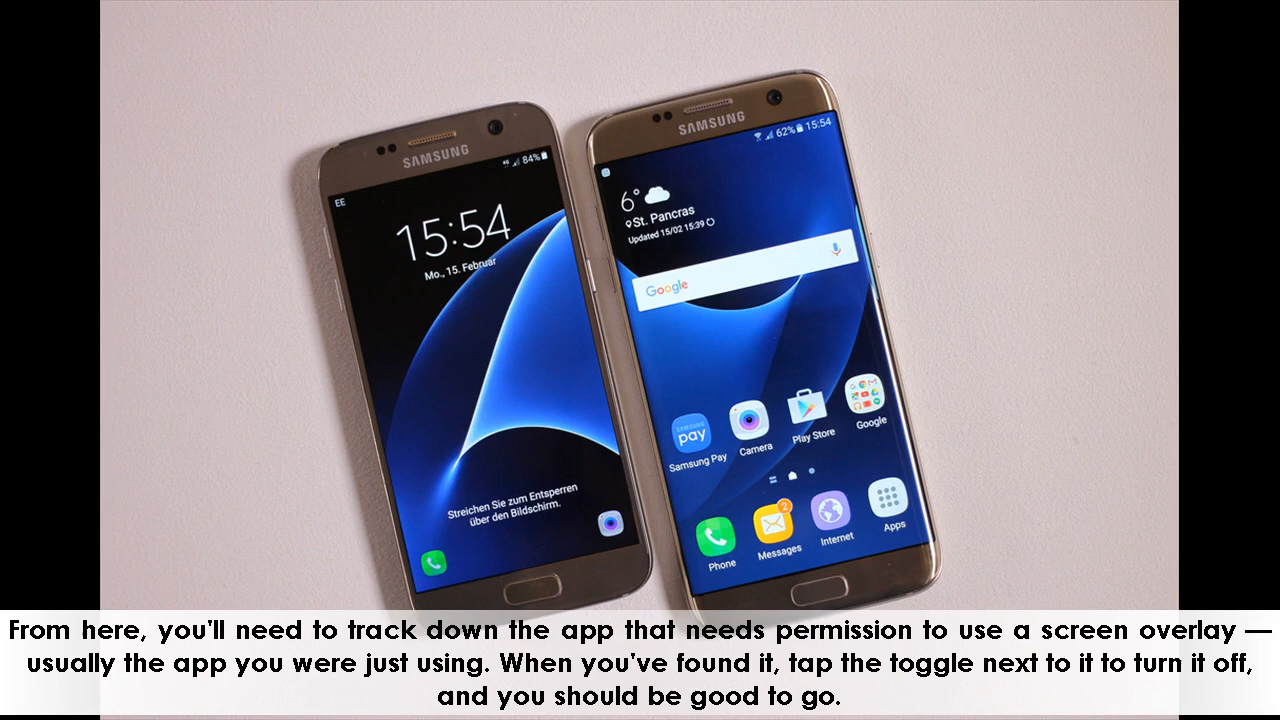 SAMSUNG
84%
EE
15:54
Mo., 15. Februar
Streichen Sie zum Entsperren
über den Bildschirm.
SAMSUNG
62% 15:54
6°
St. Pancras
Updated 15/02 15:39
Google
SAMSUNG
pay
Samsung Pay
Camera
Play Store
Google
2
Phone
Messages
Internet
Apps
From here, you'll need to track down the app that needs permission to use a screen overlay —
usually the app you were just using. When you've found it, tap the toggle next to it to turn it off,
and you should be good to go.